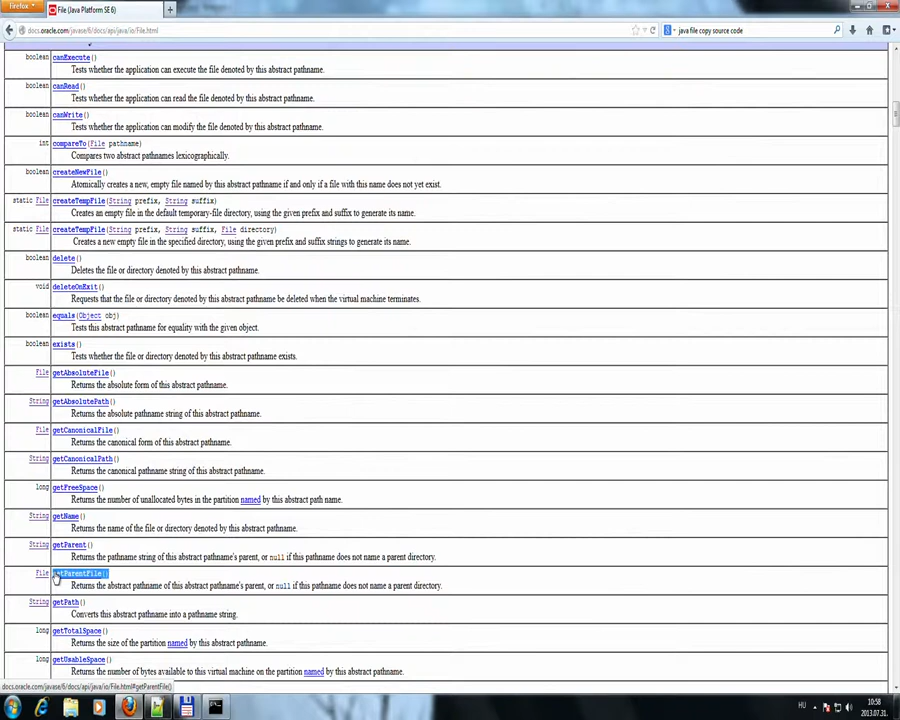 Firefox
File (Java Platform SE 6)
docs.oracle.com/javase/6/docs/api/java/io/File.html
java file copy source code
boolean canExecute()
Tests whether the application can execute the file denoted by this abstract pathname.
boolean canRead()
Tests whether the application can read the file denoted by this abstract pathname.
boolean canWrite()
Tests whether the application can modify the file denoted by this abstract pathname.
int compareTo(File pathname)
Compares two abstract pathnames lexicographically.
boolean createNewFile()
Atomically creates a new, empty file named by this abstract pathname if and only if a file with this name does not yet exist.
static File createTempFile(String prefix, String suffix)
Creates an empty file in the default temporary-file directory, using the given prefix and suffix to generate its name.
static File createTempFile(String prefix, String suffix, File directory)
Creates a new empty file in the specified directory, using the given prefix and suffix strings to generate its name.
boolean delete()
Deletes the file or directory denoted by this abstract pathname.
void deleteOnExit()
Requests that the file or directory denoted by this abstract pathname be deleted when the virtual machine terminates.
boolean equals(Object obj)
Tests this abstract pathname for equality with the given object.
boolean exists()
Tests whether the file or directory denoted by this abstract pathname exists.
File getAbsoluteFile()
Returns the absolute form of this abstract pathname.
String getAbsolutePath()
Returns the absolute pathname string of this abstract pathname.
File getCanonicalFile()
Returns the canonical form of this abstract pathname.
String getCanonicalPath()
Returns the canonical pathname string of this abstract pathname.
long getFreeSpace()
Returns the number of unallocated bytes in the partition named by this abstract path name.
String getName()
Returns the name of the file or directory denoted by this abstract pathname.
String getParent()
Returns the pathname string of this abstract pathname's parent, or null if this pathname does not name a parent directory.
File getParentFile()
Returns the abstract pathname of this abstract pathname's parent, or null if this pathname does not name a parent directory.
String getPath()
Converts this abstract pathname into a pathname string.
long getTotalSpace()
Returns the size of the partition named by this abstract pathname.
long getUsableSpace()
Returns the number of bytes available to this virtual machine on the partition named by this abstract pathname.
docs.oracle.com/javase/6/docs/api/java/io/File.html#getParentFile()
HU
10:58
2013.07.31.